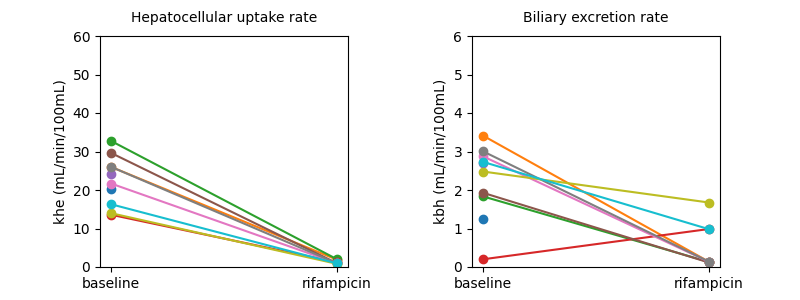 Hepatocellular uptake rate
60
50
40
30
20
10
0
khe (mL/min/100mL)
baseline
rifampicin
Biliary excretion rate
6
5
4
3
2
1
0
kbh (mL/min/100mL)
baseline
rifampicin